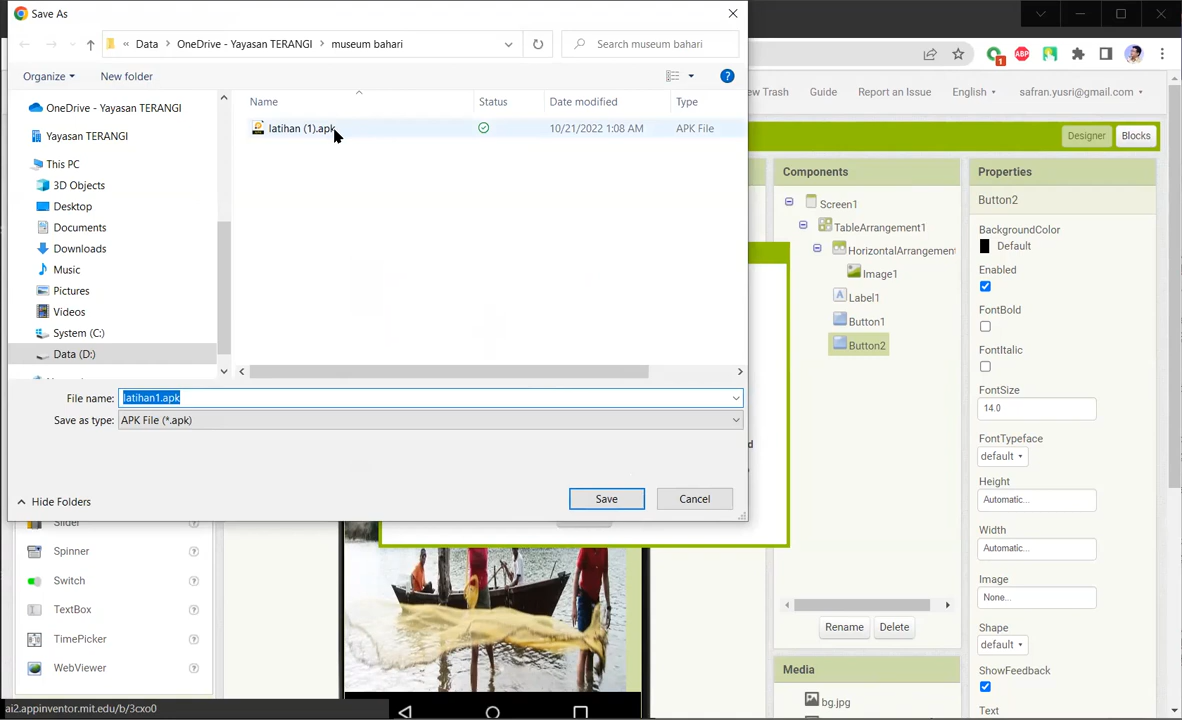 Save As
Data
OneDrive - Yayasan TERANGI
museum bahari
Search museum bahari
Organize
New folder
OneDrive - Yayasan TERANGI
Yayasan TERANGI
This PC
3D Objects
Desktop
Documents
Downloads
Music
Pictures
Videos
System (C:)
Data (D:)
Name
Status
Date modified
Type
latihan (1).apk
10/21/2022 1:08 AM
APK File
File name:
latihan1.apk
Save as type:
APK File (*.apk)
Hide Folders
Save
Cancel
1
ABP
Trash
Guide
Report an Issue
English
safran.yusri@gmail.com
Designer
Blocks
Components
Screen1
TableArrangement1
HorizontalArrangement
Image1
Label1
Button1
Button2
Rename
Delete
Media
bg.jpg
Properties
Button2
BackgroundColor
Default
Enabled
FontBold
FontItalic
FontSize
14.0
FontTypeface
default
Height
Automatic...
Width
Automatic...
Image
None...
Shape
default
ShowFeedback
Text
Slider
Spinner
Switch
TextBox
TimePicker
WebViewer
ai2.appinventor.mit.edu/b/3cxo0